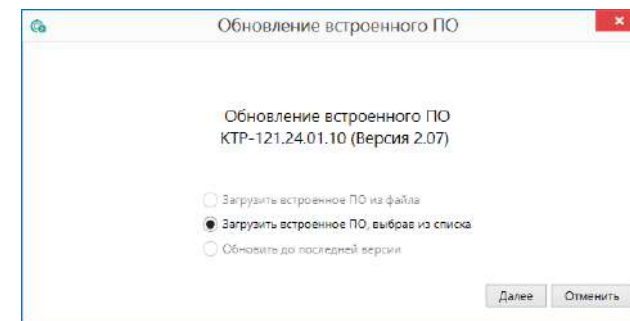 Обновление встроенного ПО
Обновление встроенного ПО
КТР-121.24.01.10 (Версия 2.07)
Загрузить встроенное ПО из файла
Загрузить встроенное ПО, выбрав из списка
Обновить до последней версии
Далее Отменить